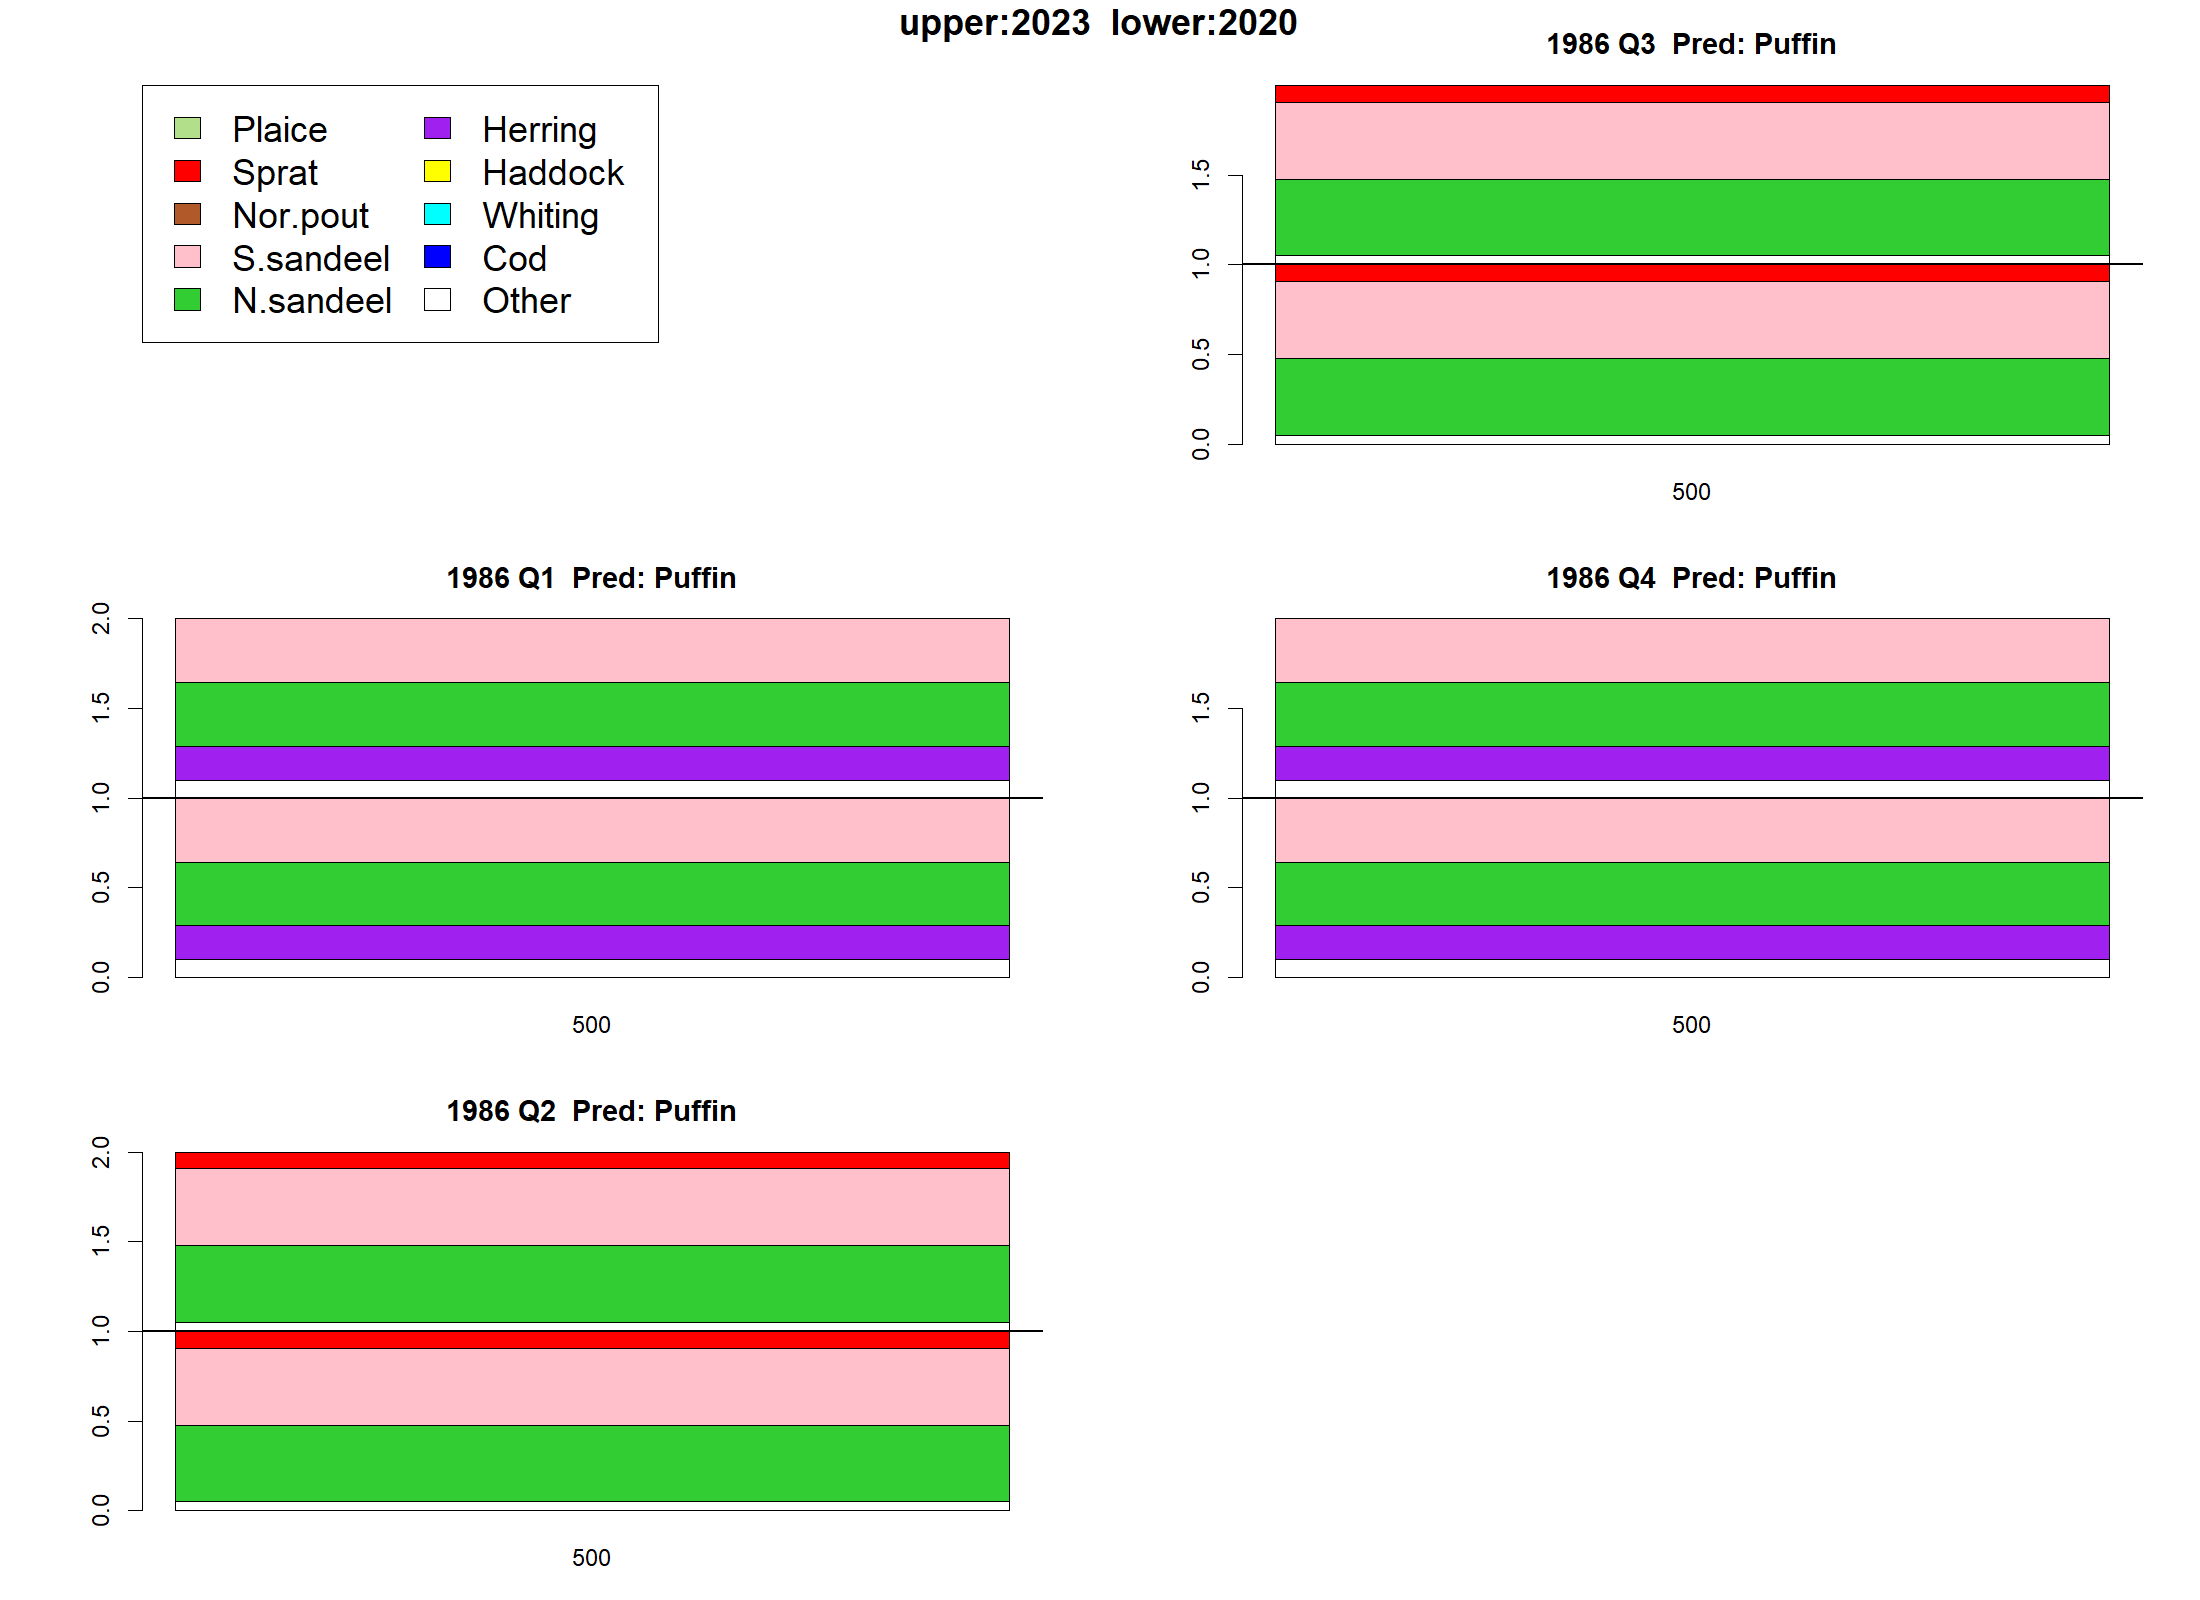 upper:2023  lower:2020
Plaice
Sprat
Nor.pout
S.sandeel
N.sandeel
Herring
Haddock
Whiting
Cod
Other
1986 Q3  Pred: Puffin
1.5
1.0
0.5
0.0
500
1986 Q1  Pred: Puffin
2.0
1.5
1.0
0.5
0.0
500
1986 Q4  Pred: Puffin
1.5
1.0
0.5
0.0
500
1986 Q2  Pred: Puffin
2.0
1.5
1.0
0.5
0.0
500